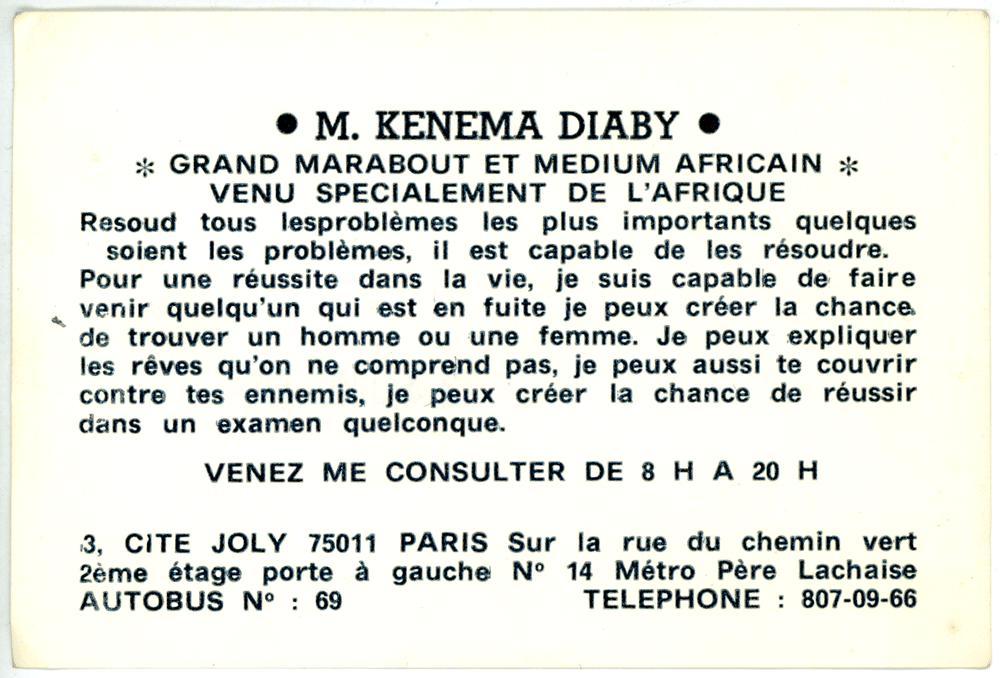 ● M. KENEMA DIABY ●
* GRAND MARABOUT ET MEDIUM AFRICAIN *
VENU SPECIALEMENT DE L'AFRIQUE
Resoud tous lesproblèmes les plus importants quelques
soient les problèmes, il est capable de les résoudre.
Pour une réussite dans la vie, je suis capable de faire
venir quelqu'un qui est en fuite je peux créer la chance
de trouver un homme ou une femme. Je peux expliquer
les rêves qu'on ne comprend pas, je peux aussi te couvrir
contre tes ennemis, je peux créer la chance de réussir
dans un examen quelconque.
VENEZ ME CONSULTER DE 8 H A 20 H
3, CITE JOLY 75011 PARIS Sur la rue du chemin vert
2ème étage porte à gauche Nº 14 Métro Père Lachaise
AUTOBUS Nº : 69 TELEPHONE : 807-09-66